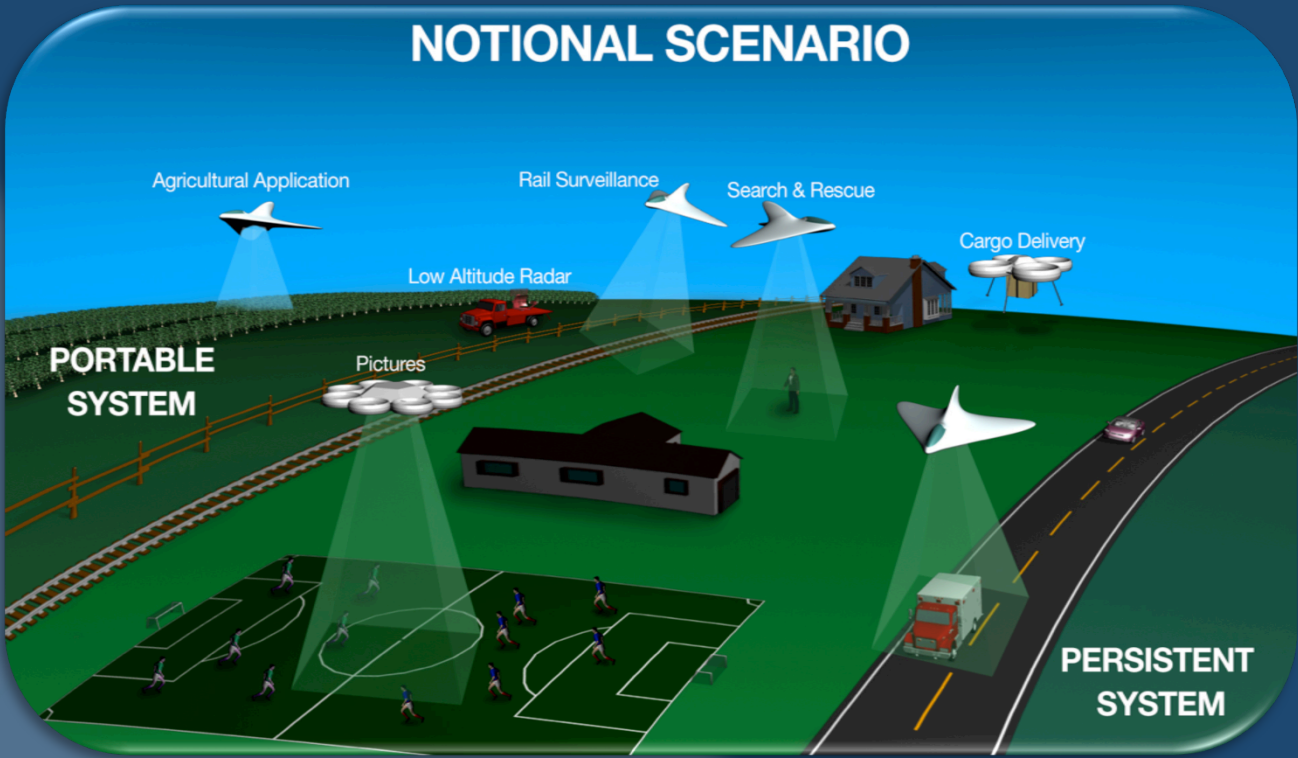 NOTIONAL SCENARIO
Agricultural Application
Rail Surveillance
Search & Rescue
Cargo Delivery
Low Altitude Radar
PORTABLE
SYSTEM
Pictures
PERSISTENT
SYSTEM